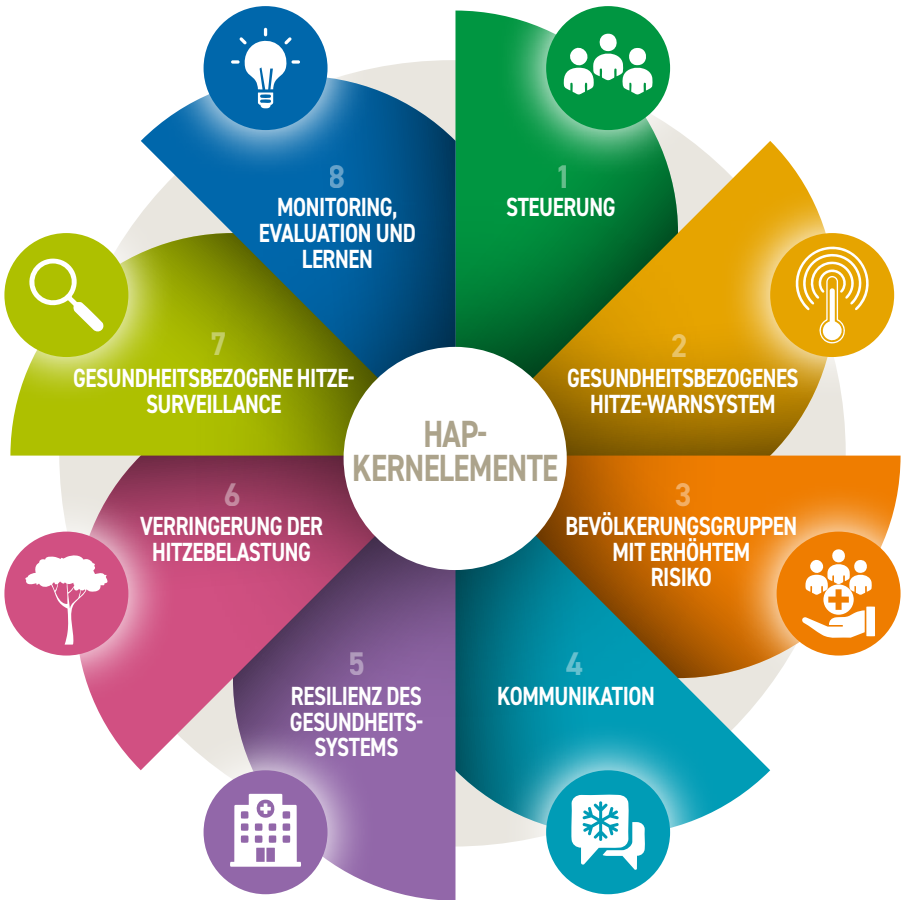 HAP-
KERNELEMENTE
1
STEUERUNG
2
GESUNDHEITSBEZOGENES
HITZE-WARNSYSTEM
3
BEVÖLKERUNGSGRUPPEN
MIT ERHÖHTEM
RISIKO
4
KOMMUNIKATION
5
RESILIENZ DES
GESUNDHEITS-
SYSTEMS
6
VERRINGERUNG DER
HITZEBELASTUNG
7
GESUNDHEITSBEZOGENE HITZE-
SURVEILLANCE
8
MONITORING,
EVALUATION UND
LERNEN